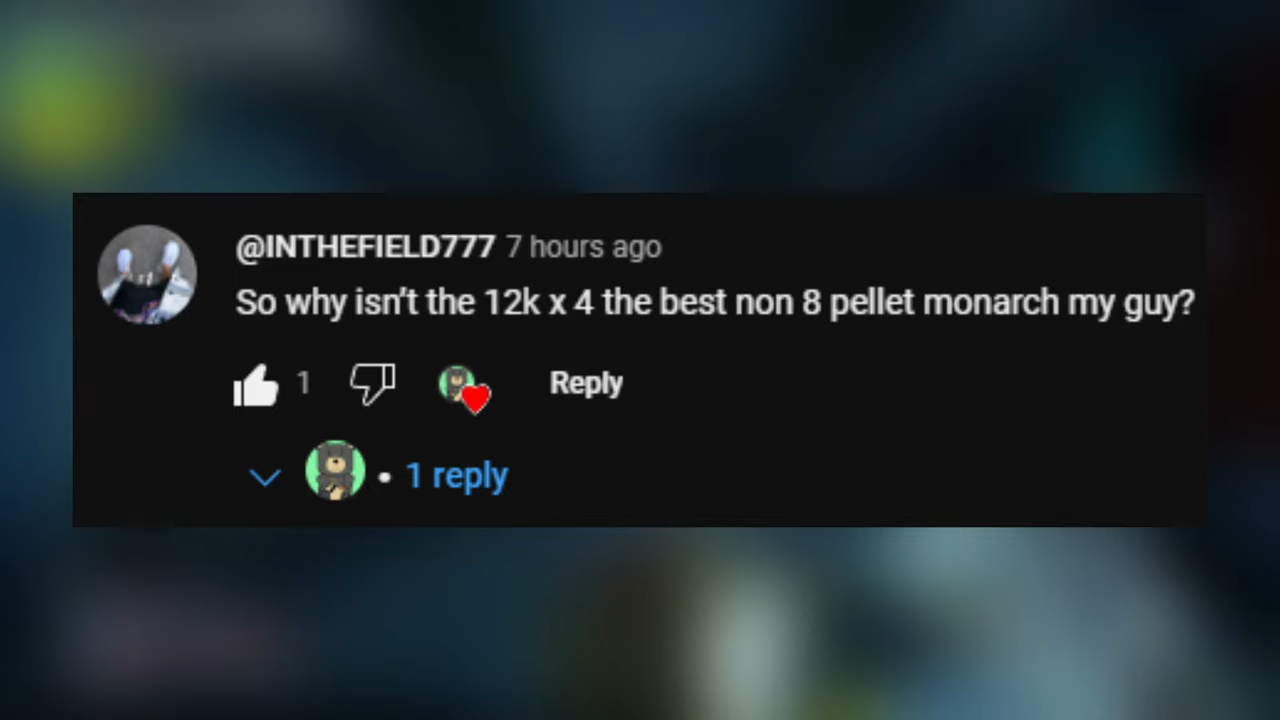 @INTHEFIELD777 7 hours ago
So why isn't the 12k x 4 the best non 8 pellet monarch my guy?
1 Reply
1 reply